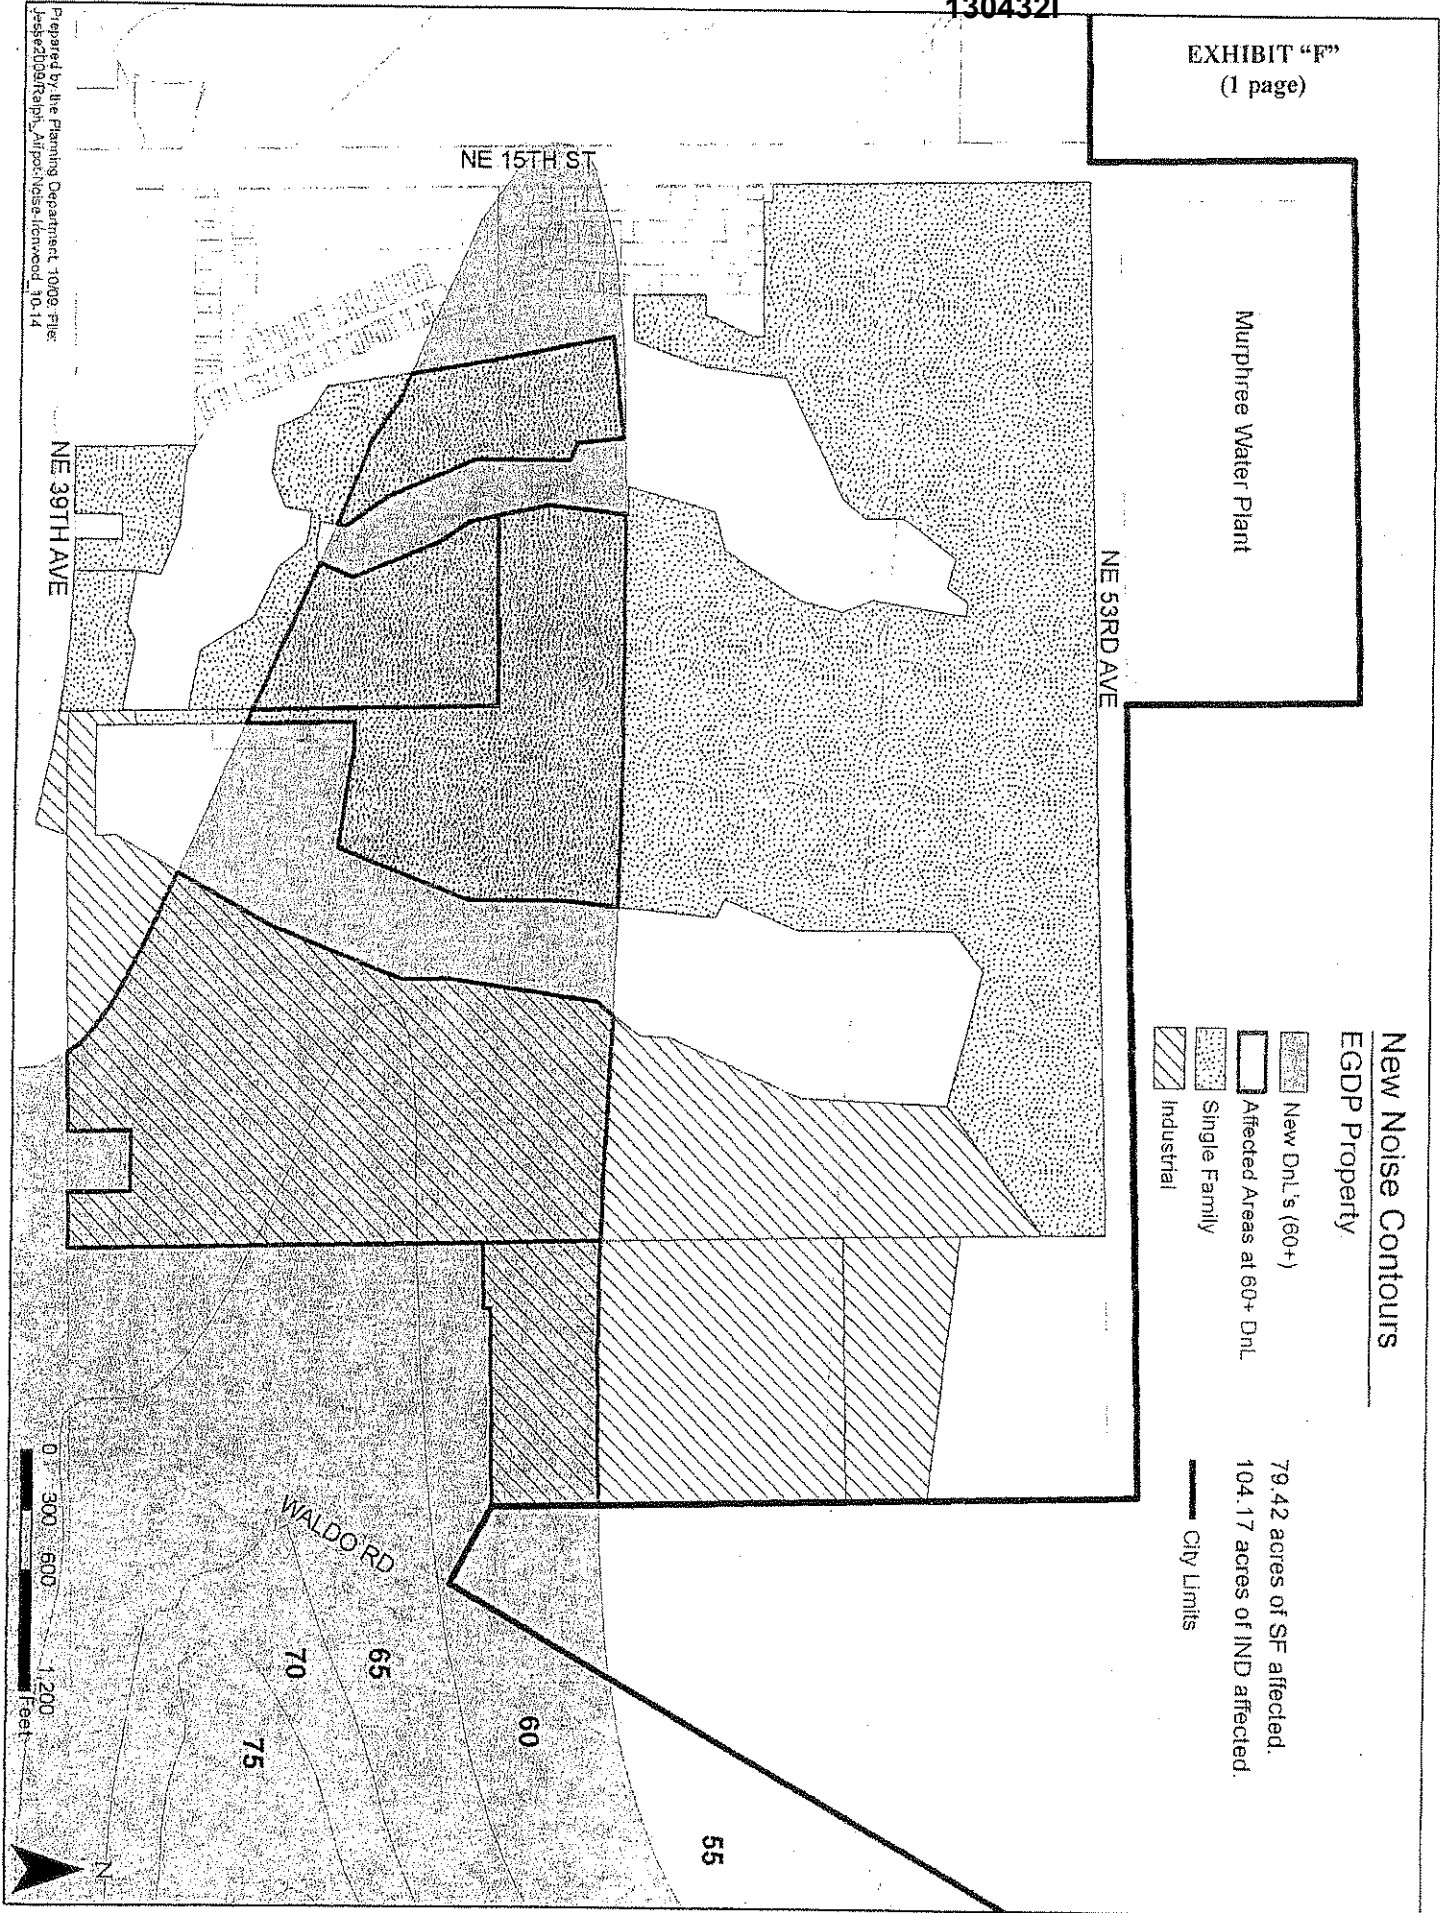 130432I
EXHIBIT “F”
(1 page)
New Noise Contours
EGDP Property
New DnL's (60+)
Affected Areas at 60+ DnL
Single Family
Industrial
79.42 acres of SF affected.
104.17 acres of IND affected.
City Limits
Murphree Water Plant
NE 53RD AVE
NE 15TH ST
NE 39TH AVE
WALDO RD
55
60
65
70
75
0 300 600 1,200
Feet
N
Prepared by the Planning Department 10/09 File: